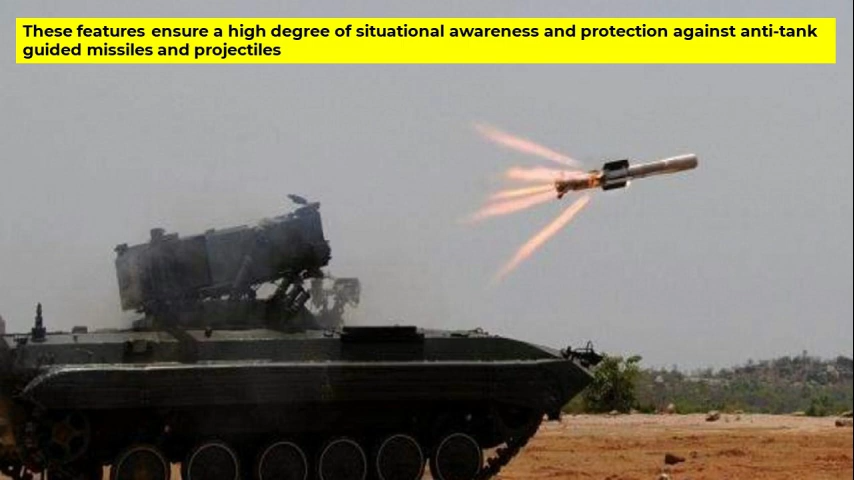 These features ensure a high degree of situational awareness and protection against anti-tank
guided missiles and projectiles